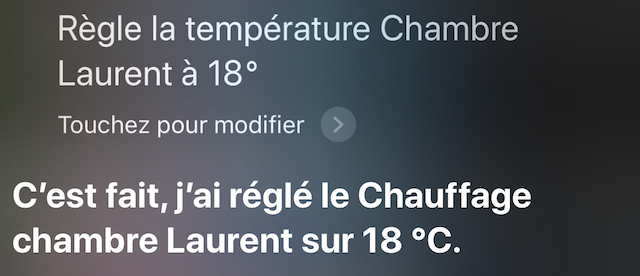 Règle la température Chambre
Laurent à 18°
Touchez pour modifier
C’est fait, j’ai réglé le Chauffage
chambre Laurent sur 18 °C.